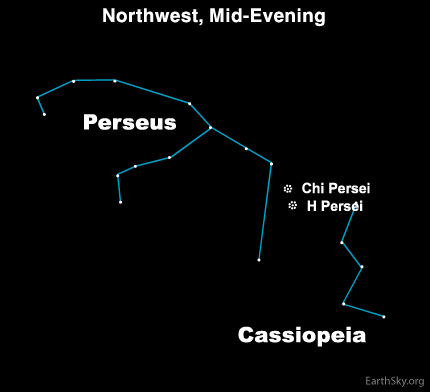 Northwest, Mid-Evening
Perseus
Chi Persei
H Persei
Cassiopeia
EarthSky.org